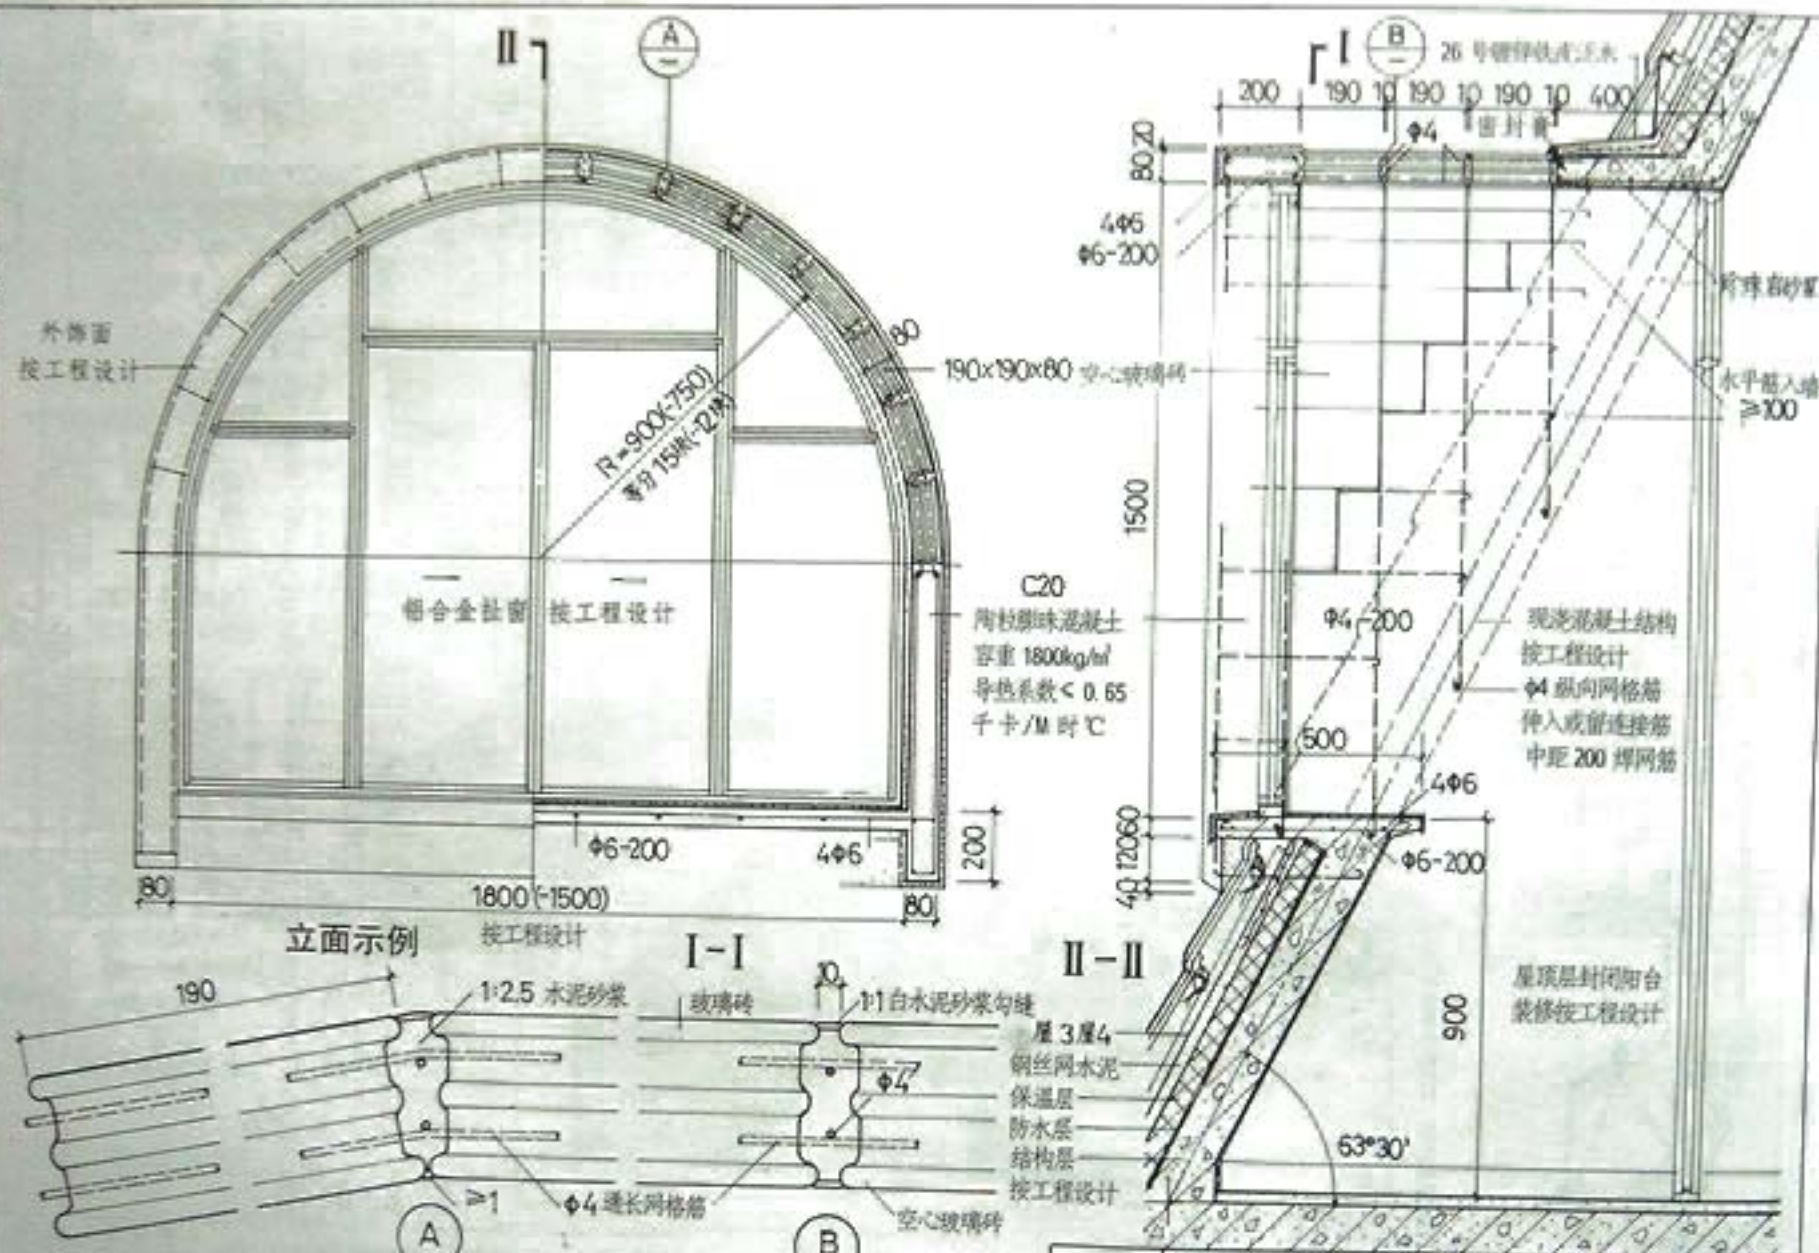 II
A
I
B
26 号镀锌铁皮泛水
200 190 10 190 10 190 10 400
Φ4 密封膏
80 20
4Φ6
Φ6-200
外饰面
按工程设计
80
190×190×80 空心玻璃砖
R=900(-750)
等分 15块(-12块)
水平筋入墙
≥100
1500
铝合金扯窗 按工程设计
C20
陶粒膨珠混凝土
容重 1800kg/㎥
导热系数< 0.65
千卡/M 时 ℃
Φ4-200
现浇混凝土结构
按工程设计
Φ4 纵向网格筋
伸入或留连接筋
中距 200 焊网筋
500
4Φ6
Φ6-200
4Φ6
200
40 120 60
Φ6-200
80
1800(-1500)
80
立面示例
按工程设计
I-I
II-II
900
屋顶层封闭阳台
装修按工程设计
190
1:2.5 水泥砂浆
玻璃砖
10
1:1白水泥砂浆勾缝
屋 3 屋4
钢丝网水泥
保温层
防水层
结构层
按工程设计
Φ4
63°30'
≥1
Φ4 通长网格筋
空心玻璃砖
A
B